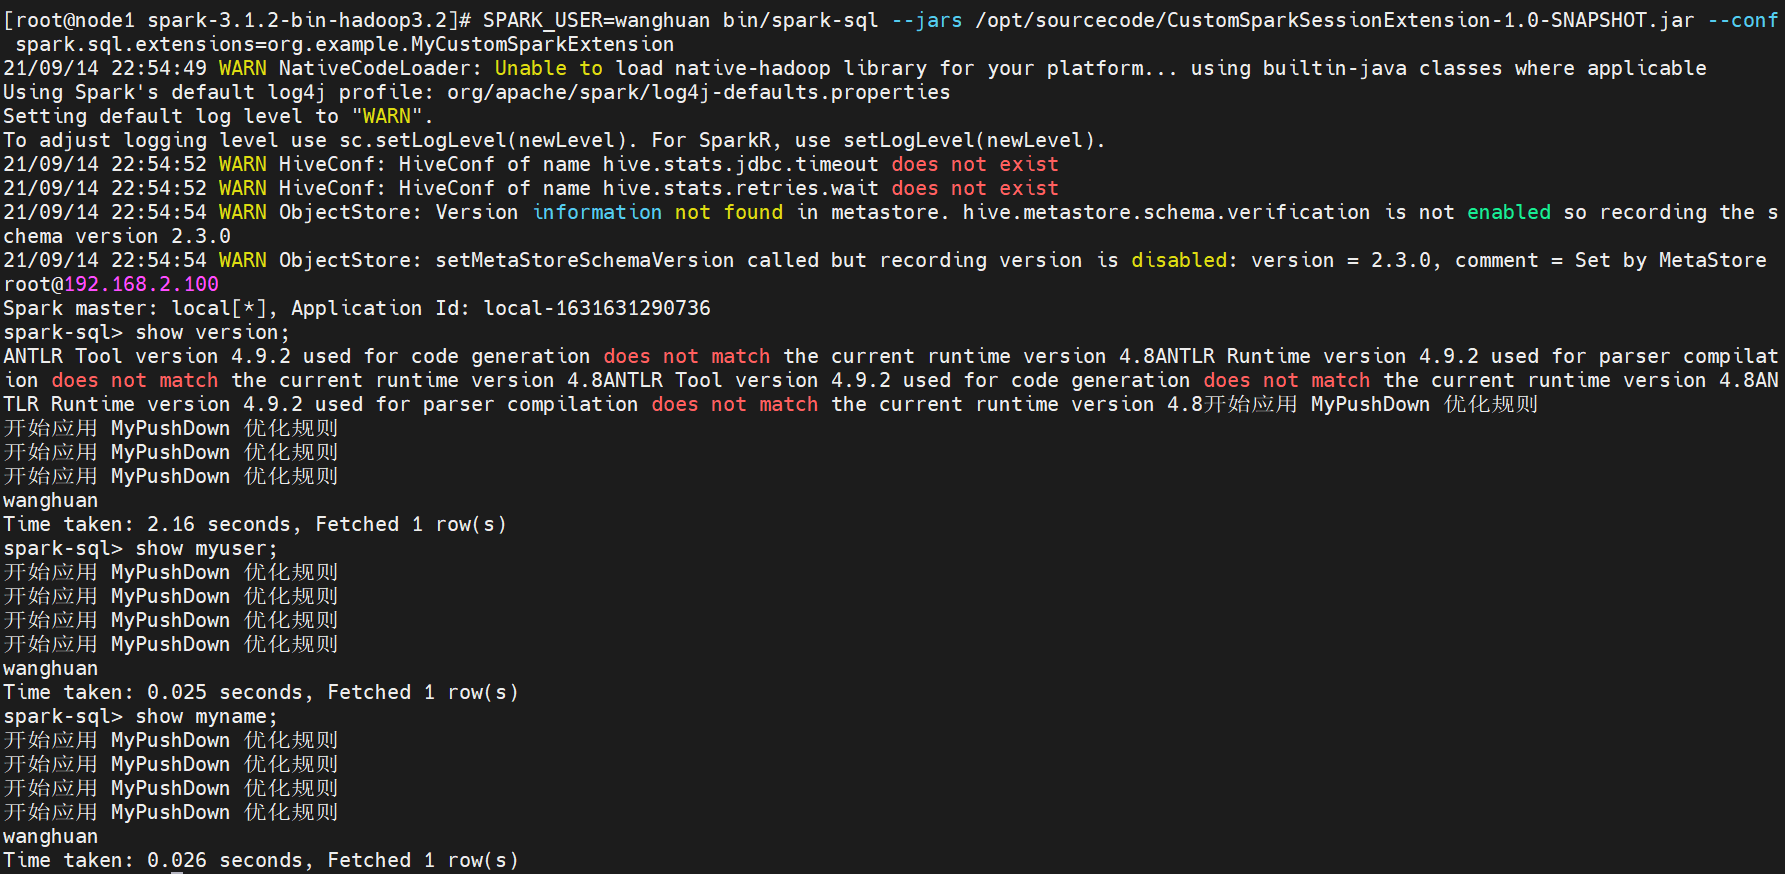 [root@node1 spark-3.1.2-bin-hadoop3.2]# SPARK_USER=wanghuan bin/spark-sql --jars /opt/sourcecode/CustomSparkSessionExtension-1.0-SNAPSHOT.jar --conf
spark.sql.extensions=org.example.MyCustomSparkExtension
21/09/14 22:54:49 WARN NativeCodeLoader: Unable to load native-hadoop library for your platform... using builtin-java classes where applicable
Using Spark's default log4j profile: org/apache/spark/log4j-defaults.properties
Setting default log level to "WARN".
To adjust logging level use sc.setLogLevel(newLevel). For SparkR, use setLogLevel(newLevel).
21/09/14 22:54:52 WARN HiveConf: HiveConf of name hive.stats.jdbc.timeout does not exist
21/09/14 22:54:52 WARN HiveConf: HiveConf of name hive.stats.retries.wait does not exist
21/09/14 22:54:54 WARN ObjectStore: Version information not found in metastore. hive.metastore.schema.verification is not enabled so recording the s
chema version 2.3.0
21/09/14 22:54:54 WARN ObjectStore: setMetaStoreSchemaVersion called but recording version is disabled: version = 2.3.0, comment = Set by MetaStore
root@192.168.2.100
Spark master: local[*], Application Id: local-1631631290736
spark-sql> show version;
ANTLR Tool version 4.9.2 used for code generation does not match the current runtime version 4.8ANTLR Runtime version 4.9.2 used for parser compilat
ion does not match the current runtime version 4.8ANTLR Tool version 4.9.2 used for code generation does not match the current runtime version 4.8AN
TLR Runtime version 4.9.2 used for parser compilation does not match the current runtime version 4.8开始应用 MyPushDown 优化规则
开始应用 MyPushDown 优化规则
开始应用 MyPushDown 优化规则
开始应用 MyPushDown 优化规则
wanghuan
Time taken: 2.16 seconds, Fetched 1 row(s)
spark-sql> show myuser;
开始应用 MyPushDown 优化规则
开始应用 MyPushDown 优化规则
开始应用 MyPushDown 优化规则
开始应用 MyPushDown 优化规则
wanghuan
Time taken: 0.025 seconds, Fetched 1 row(s)
spark-sql> show myname;
开始应用 MyPushDown 优化规则
开始应用 MyPushDown 优化规则
开始应用 MyPushDown 优化规则
开始应用 MyPushDown 优化规则
wanghuan
Time taken: 0.026 seconds, Fetched 1 row(s)